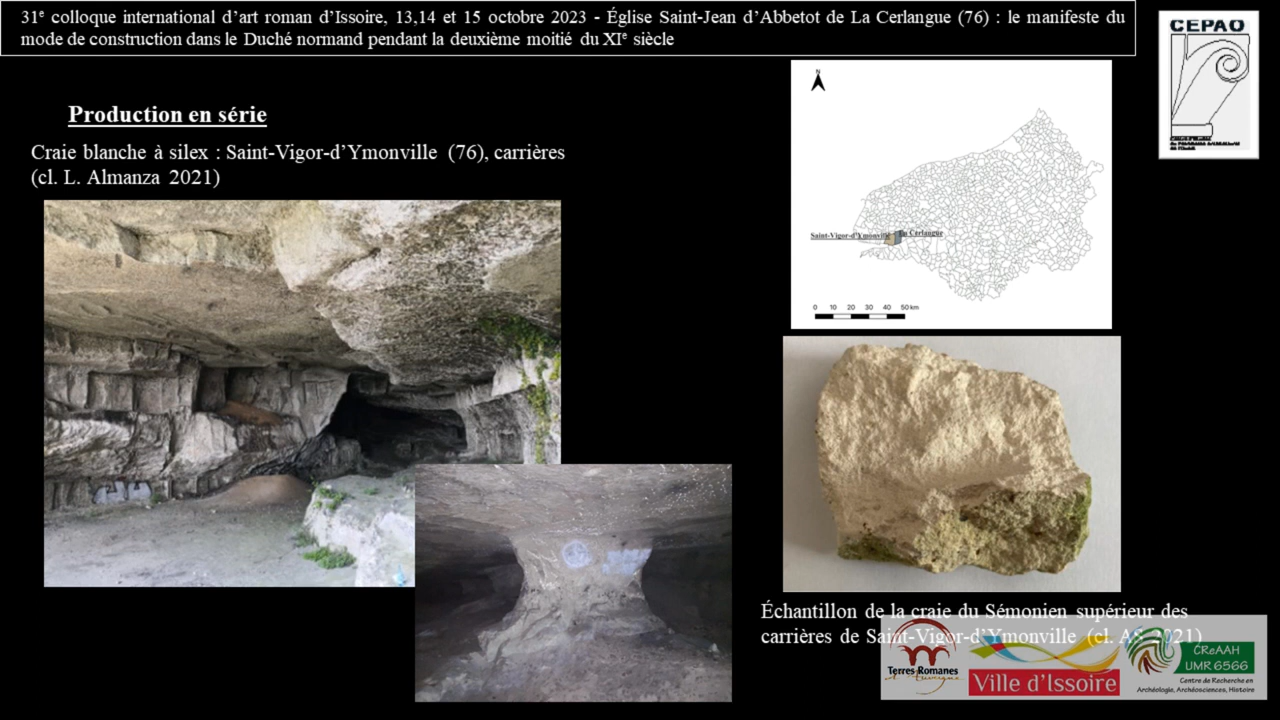 31e colloque international d'art roman d'Issoire, 13,14 et 15 octobre 2023 - Église Saint-Jean d'Abbetot de La Cerlangue (76) : le manifeste du
mode de construction dans le Duché normand pendant la deuxième moitié du XIe siècle
CEPAO
Production en série
Craie blanche à silex : Saint-Vigor-d'Ymonville (76), carrières
(cl. L. Almanza 2021)
N
Saint-Vigor-d'Ymonville
La Cerlangue
0 10 20 30 40 50 km
Échantillon de la craie du Sémonien supérieur des
carrières de Saint-Vigor-d'Ymonville (cl. AS 2021)
Terres Romanes
d'Auvergne
Ville d'Issoire
CReAAH
UMR 6566
Centre de Recherche en
Archéologie, Archéosciences, Histoire